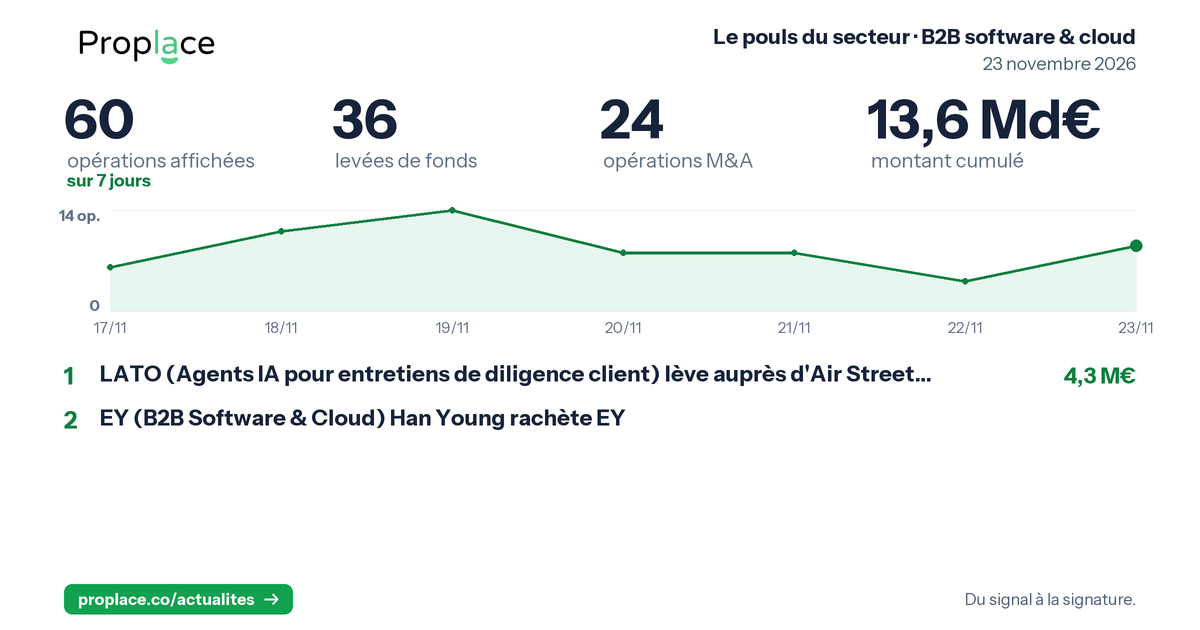 Proplace
Le pouls du secteur · B2B software & cloud
23 novembre 2026
60
opérations affichées
sur 7 jours
36
levées de fonds
24
opérations M&A
13,6 Md€
montant cumulé
14 op.
0
17/11
18/11
19/11
20/11
21/11
22/11
23/11
1 LATO (Agents IA pour entretiens de diligence client) lève auprès d'Air Street... 4,3 M€
2 EY (B2B Software & Cloud) Han Young rachète EY
proplace.co/actualites →
Du signal à la signature.